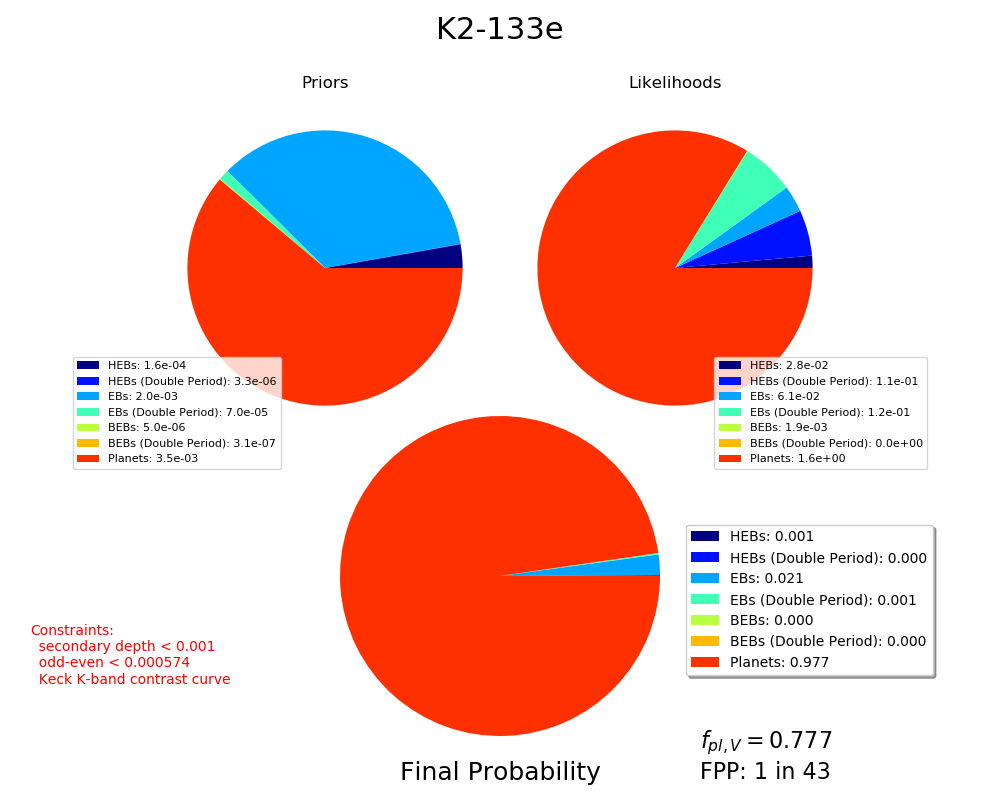 K2-133e
Priors
Likelihoods
HEBs: 1.6e-04
HEBs (Double Period): 3.3e-06
EBs: 2.0e-03
EBs (Double Period): 7.0e-05
BEBs: 5.0e-06
BEBs (Double Period): 3.1e-07
Planets: 3.5e-03
HEBs: 2.8e-02
HEBs (Double Period): 1.1e-01
EBs: 6.1e-02
EBs (Double Period): 1.2e-01
BEBs: 1.9e-03
BEBs (Double Period): 0.0e+00
Planets: 1.6e+00
HEBs: 0.001
HEBs (Double Period): 0.000
EBs: 0.021
EBs (Double Period): 0.001
BEBs: 0.000
BEBs (Double Period): 0.000
Planets: 0.977
Constraints:
secondary depth < 0.001
odd-even < 0.000574
Keck K-band contrast curve
Final Probability
f_{pl,V} = 0.777
FPP: 1 in 43